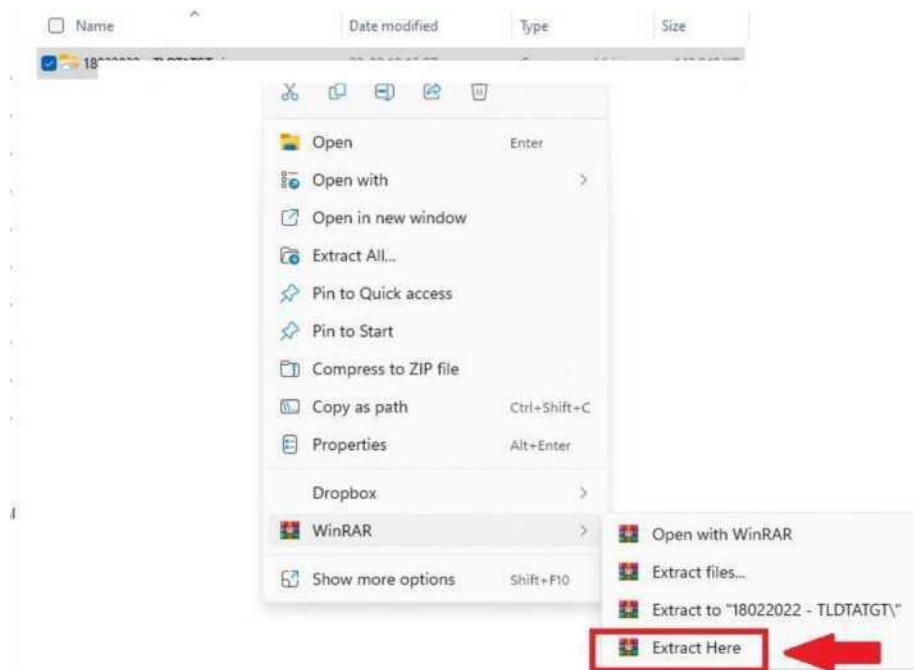 Name Date modified Type Size
18022022 - TLDTATGT
Open Enter
Open with
Open in new window
Extract All...
Pin to Quick access
Pin to Start
Compress to ZIP file
Copy as path Ctrl+Shift+C
Properties Alt+Enter
Dropbox
WinRAR
Show more options Shift+F10
Open with WinRAR
Extract files...
Extract to "18022022 - TLDTATGT\"
Extract Here